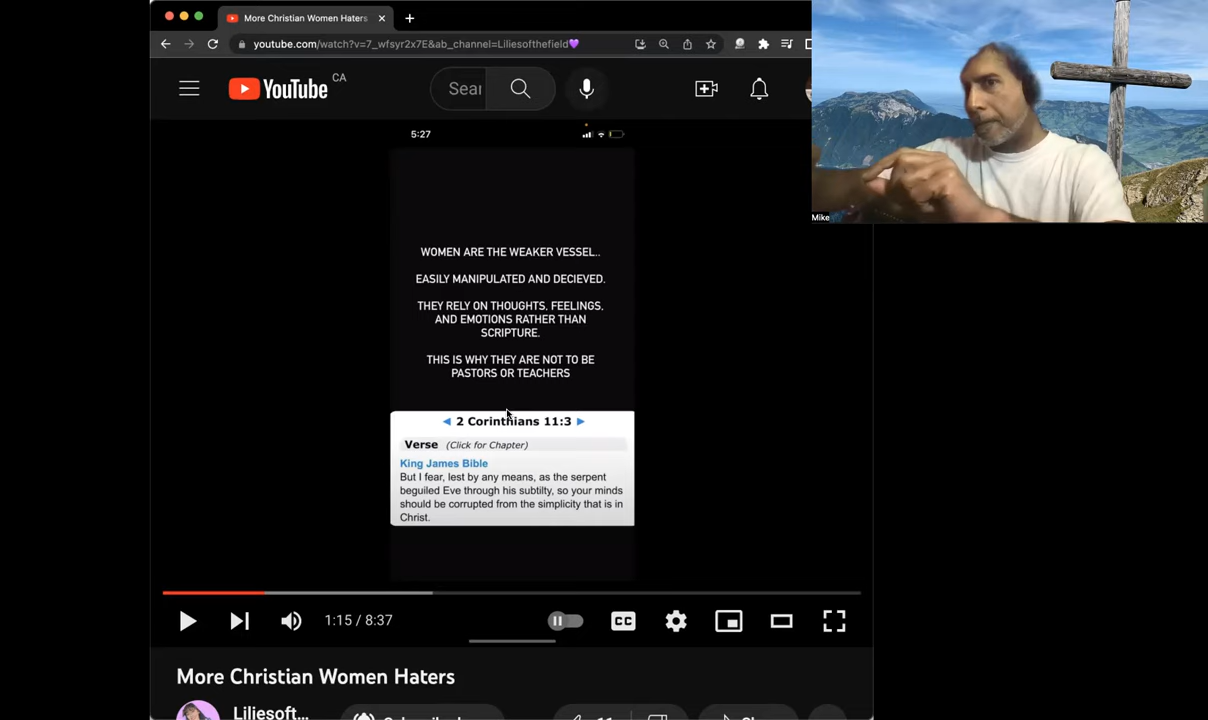 More Christian Women Haters
youtube.com/watch?v=7_wfsyr2x7E&ab_channel=Liliesofthefield💜
YouTube CA
Sear
5:27
WOMEN ARE THE WEAKER VESSEL..
EASILY MANIPULATED AND DECIEVED.
THEY RELY ON THOUGHTS, FEELINGS,
AND EMOTIONS RATHER THAN
SCRIPTURE.
THIS IS WHY THEY ARE NOT TO BE
PASTORS OR TEACHERS
2 Corinthians 11:3
Verse (Click for Chapter)
King James Bible
But I fear, lest by any means, as the serpent
beguiled Eve through his subtilty, so your minds
should be corrupted from the simplicity that is in
Christ.
Mike
1:15 / 8:37
CC
More Christian Women Haters
Liliesoft...